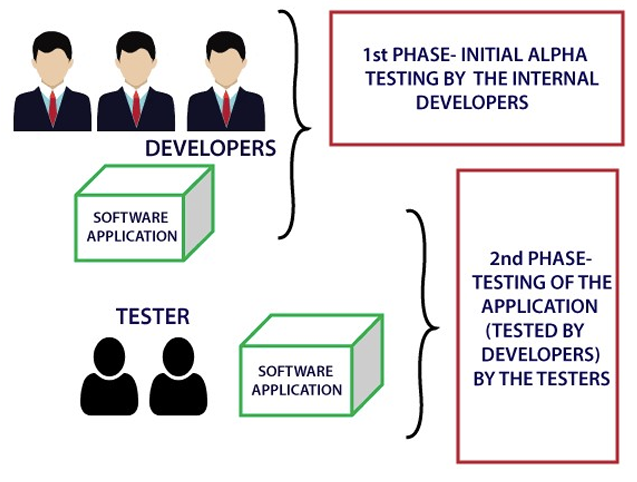 1st PHASE- INITIAL ALPHA
TESTING BY THE INTERNAL
DEVELOPERS
DEVELOPERS
SOFTWARE
APPLICATION
2nd PHASE-
TESTING OF THE
APPLICATION
(TESTED BY
DEVELOPERS)
BY THE TESTERS
TESTER
SOFTWARE
APPLICATION